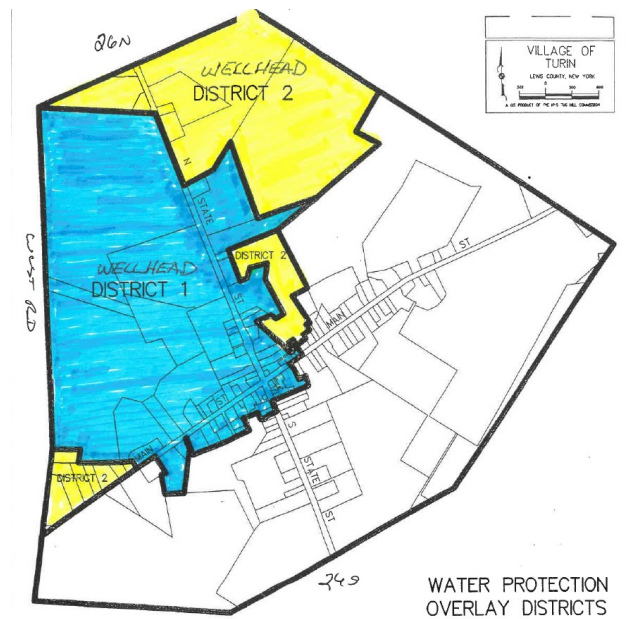 26N
WELLHEAD
DISTRICT 2
VILLAGE OF
TURIN
LEWIS COUNTY, NEW YORK
0
N
STATE
ST
DISTRICT 2
WELLHEAD
DISTRICT 1
WEST RD
ST
MAIN
ST
MAIN
DISTRICT 2
S
STATE
ST
WATER PROTECTION
OVERLAY DISTRICTS